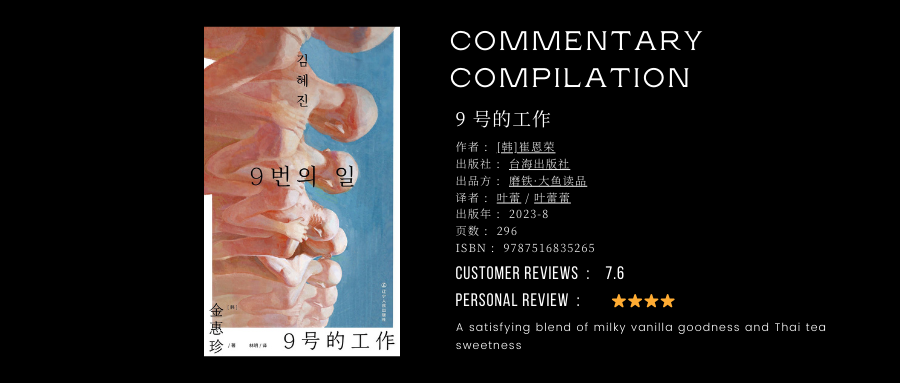 김
혜
진
9번의 일
金
惠
珍
[韩]
/ 著
林明 / 译
9号的工作
COMMENTARY
COMPILATION
9 号的工作
作者： [韩]崔恩荣
出版社： 台海出版社
出品方： 磨铁·大鱼读品
译者： 叶蕾 / 叶蕾蕾
出版年： 2023-8
页数： 296
ISBN： 9787516835265
CUSTOMER REVIEWS ： 7.6
PERSONAL REVIEW ：
A satisfying blend of milky vanilla goodness and Thai tea
sweetness